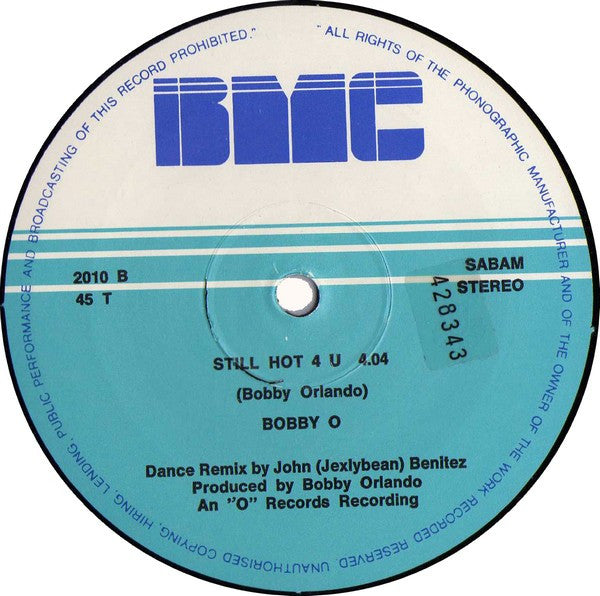 " ALL RIGHTS OF THE PHONOGRAPHIC MANUFACTURER AND OF THE OWNER OF THE WORK RECORDED RESERVED. UNAUTHORISED COPYING, HIRING, LENDING, PUBLIC PERFORMANCE AND BROADCASTING OF THIS RECORD PROHIBITED."
BMC
2010 B
45 T
SABAM
STEREO
428343
STILL HOT 4 U 4.04
(Bobby Orlando)
BOBBY O
Dance Remix by John (Jexlybean) Benitez
Produced by Bobby Orlando
An "O" Records Recording